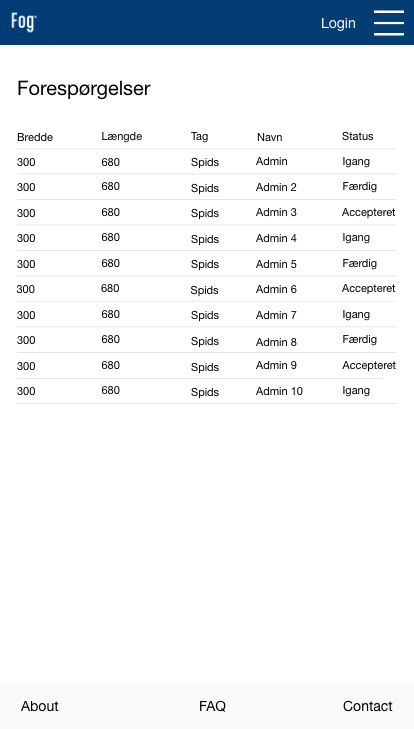 Fog Login
Forespørgelser
Bredde Længde Tag Navn Status
300 680 Spids Admin Igang
300 680 Spids Admin 2 Færdig
300 680 Spids Admin 3 Accepteret
300 680 Spids Admin 4 Igang
300 680 Spids Admin 5 Færdig
300 680 Spids Admin 6 Accepteret
300 680 Spids Admin 7 Igang
300 680 Spids Admin 8 Færdig
300 680 Spids Admin 9 Accepteret
300 680 Spids Admin 10 Igang
About FAQ Contact